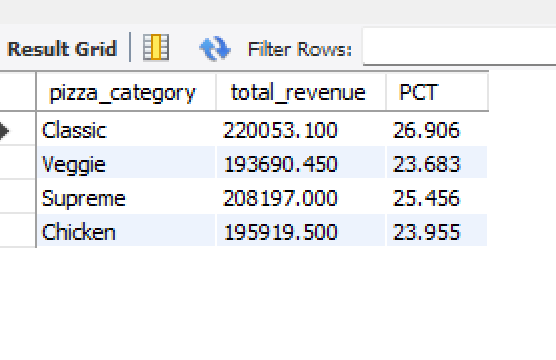 Result Grid Filter Rows:
pizza_category total_revenue PCT
Classic 220053.100 26.906
Veggie 193690.450 23.683
Supreme 208197.000 25.456
Chicken 195919.500 23.955